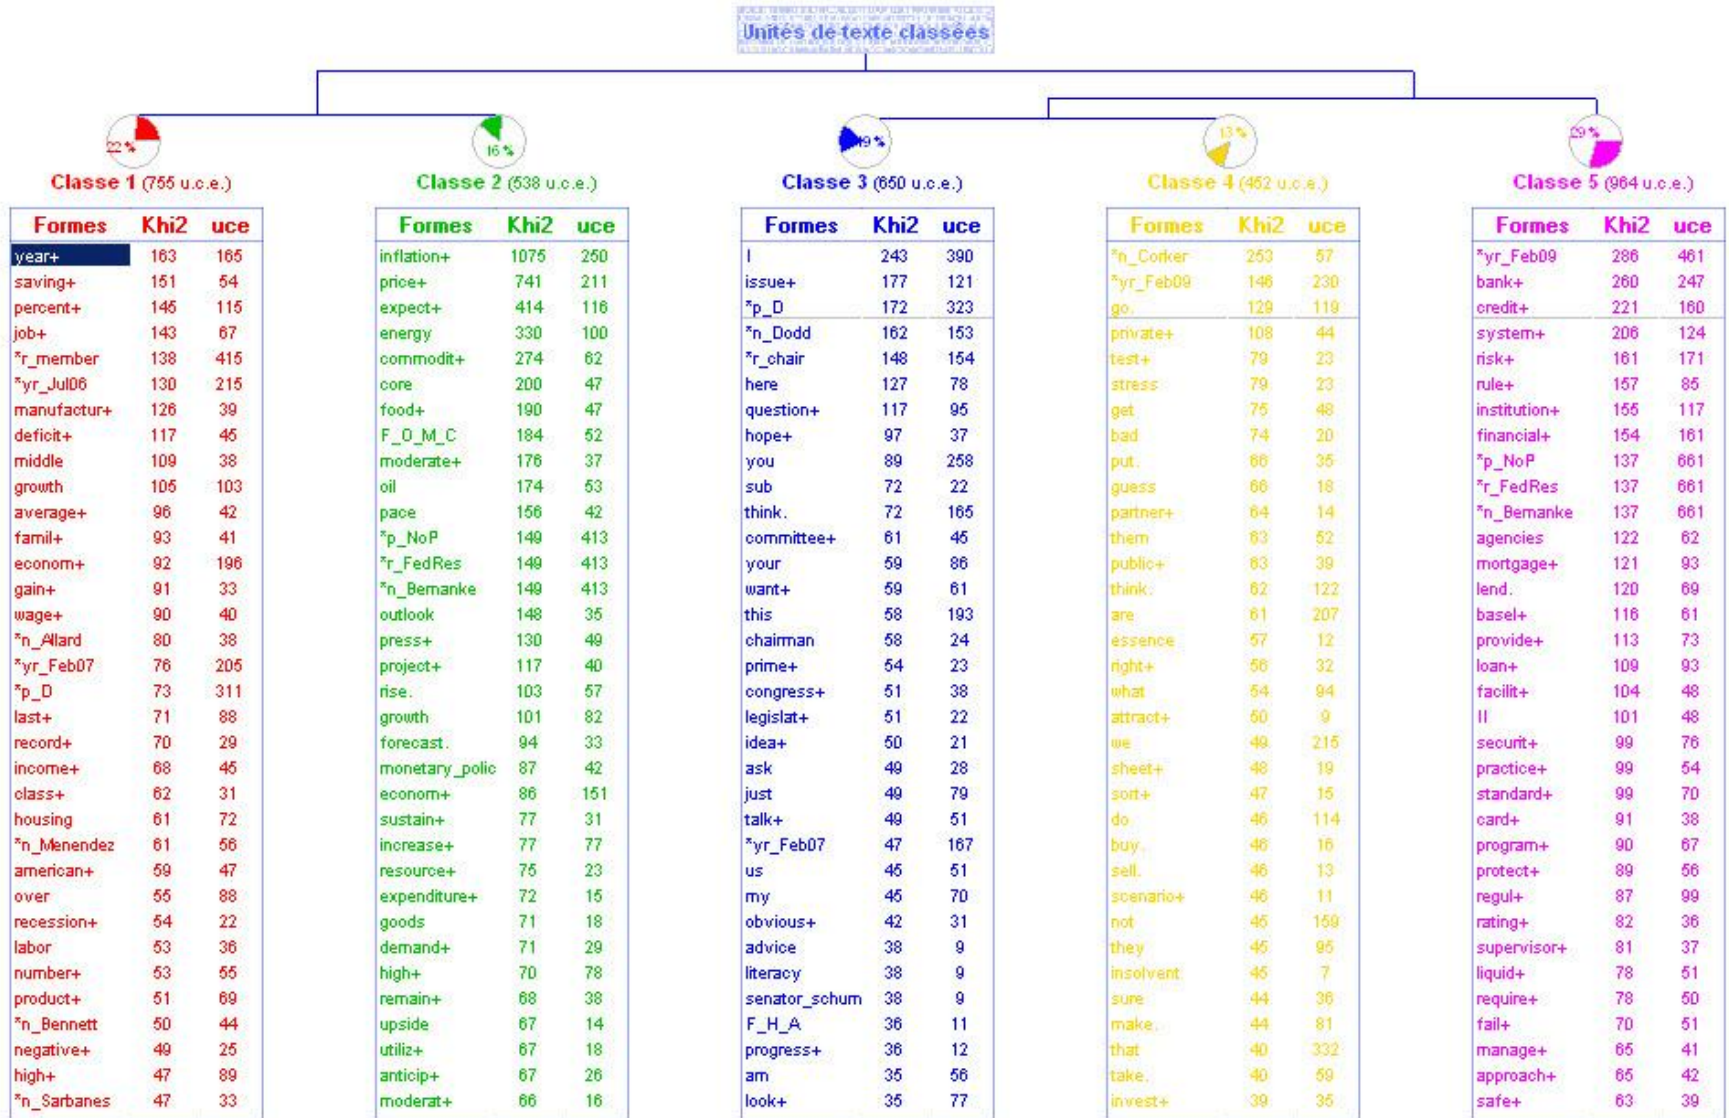 Unités de texte classées
22 %
Classe 1 (755 u.c.e.)
Formes Khi2 uce
year+ 163 165
saving+ 151 54
percent+ 145 115
job+ 143 67
*r_member 138 415
*yr_Jul06 130 215
manufactur+ 126 39
deficit+ 117 45
middle 109 38
growth 105 103
average+ 96 42
famil+ 93 41
econom+ 92 196
gain+ 91 33
wage+ 90 40
*n_Allard 80 38
*yr_Feb07 76 205
*p_D 73 311
last+ 71 88
record+ 70 29
income+ 68 45
class+ 62 31
housing 61 72
*n_Menendez 61 56
american+ 59 47
over 55 88
recession+ 54 22
labor 53 36
number+ 53 55
product+ 51 69
*n_Bennett 50 44
negative+ 49 25
high+ 47 89
*n_Sarbanes 47 33
16 %
Classe 2 (538 u.c.e.)
Formes Khi2 uce
inflation+ 1075 250
price+ 741 211
expect+ 414 116
energy 330 100
commodit+ 274 62
core 200 47
food+ 190 47
F_O_M_C 184 52
moderate+ 176 37
oil 174 53
pace 156 42
*p_NoP 149 413
*r_FedRes 149 413
*n_Bernanke 149 413
outlook 148 35
press+ 130 49
project+ 117 40
rise. 103 57
growth 101 82
forecast. 94 33
monetary_polic 87 42
econom+ 86 151
sustain+ 77 31
increase+ 77 77
resource+ 75 23
expenditure+ 72 15
goods 71 18
demand+ 71 29
high+ 70 78
remain+ 68 38
upside 67 14
utiliz+ 67 18
anticip+ 67 26
moderat+ 66 16
19 %
Classe 3 (650 u.c.e.)
Formes Khi2 uce
I 243 390
issue+ 177 121
*p_D 172 323
*n_Dodd 162 153
*r_chair 148 154
here 127 78
question+ 117 95
hope+ 97 37
you 89 258
sub 72 22
think. 72 165
committee+ 61 45
your 59 86
want+ 59 61
this 58 193
chairman 58 24
prime+ 54 23
congress+ 51 38
legislat+ 51 22
idea+ 50 21
ask 49 28
just 49 79
talk+ 49 51
*yr_Feb07 47 167
us 45 51
my 45 70
obvious+ 42 31
advice 38 9
literacy 38 9
senator_schum 38 9
F_H_A 36 11
progress+ 36 12
am 35 56
look+ 35 77
13 %
Classe 4 (452 u.c.e.)
Formes Khi2 uce
*n_Corker 253 57
*yr_Feb09 146 230
go. 129 119
private+ 108 44
test+ 79 23
stress 79 23
get 75 48
bad 74 20
put. 66 35
guess 66 18
partner+ 64 14
them 63 52
public+ 63 39
think. 62 122
are 61 207
essence 57 12
right+ 56 32
what 54 94
attract+ 50 9
we 49 215
sheet+ 48 19
sort+ 47 15
do 46 114
buy. 46 16
sell. 46 13
scenario+ 46 11
not 45 159
they 45 95
insolvent 45 7
sure 44 36
make. 44 81
that 40 332
take. 40 59
invest+ 39 35
29 %
Classe 5 (964 u.c.e.)
Formes Khi2 uce
*yr_Feb09 286 461
bank+ 260 247
credit+ 221 160
system+ 206 124
risk+ 161 171
rule+ 157 85
institution+ 155 117
financial+ 154 161
*p_NoP 137 661
*r_FedRes 137 661
*n_Bernanke 137 661
agencies 122 62
mortgage+ 121 93
lend. 120 69
basel+ 116 61
provide+ 113 73
loan+ 109 93
facilit+ 104 48
II 101 48
securit+ 99 76
practice+ 99 54
standard+ 99 70
card+ 91 38
program+ 90 67
protect+ 89 56
regul+ 87 99
rating+ 82 36
supervisor+ 81 37
liquid+ 78 51
require+ 78 50
fail+ 70 51
manage+ 65 41
approach+ 65 42
safe+ 63 39